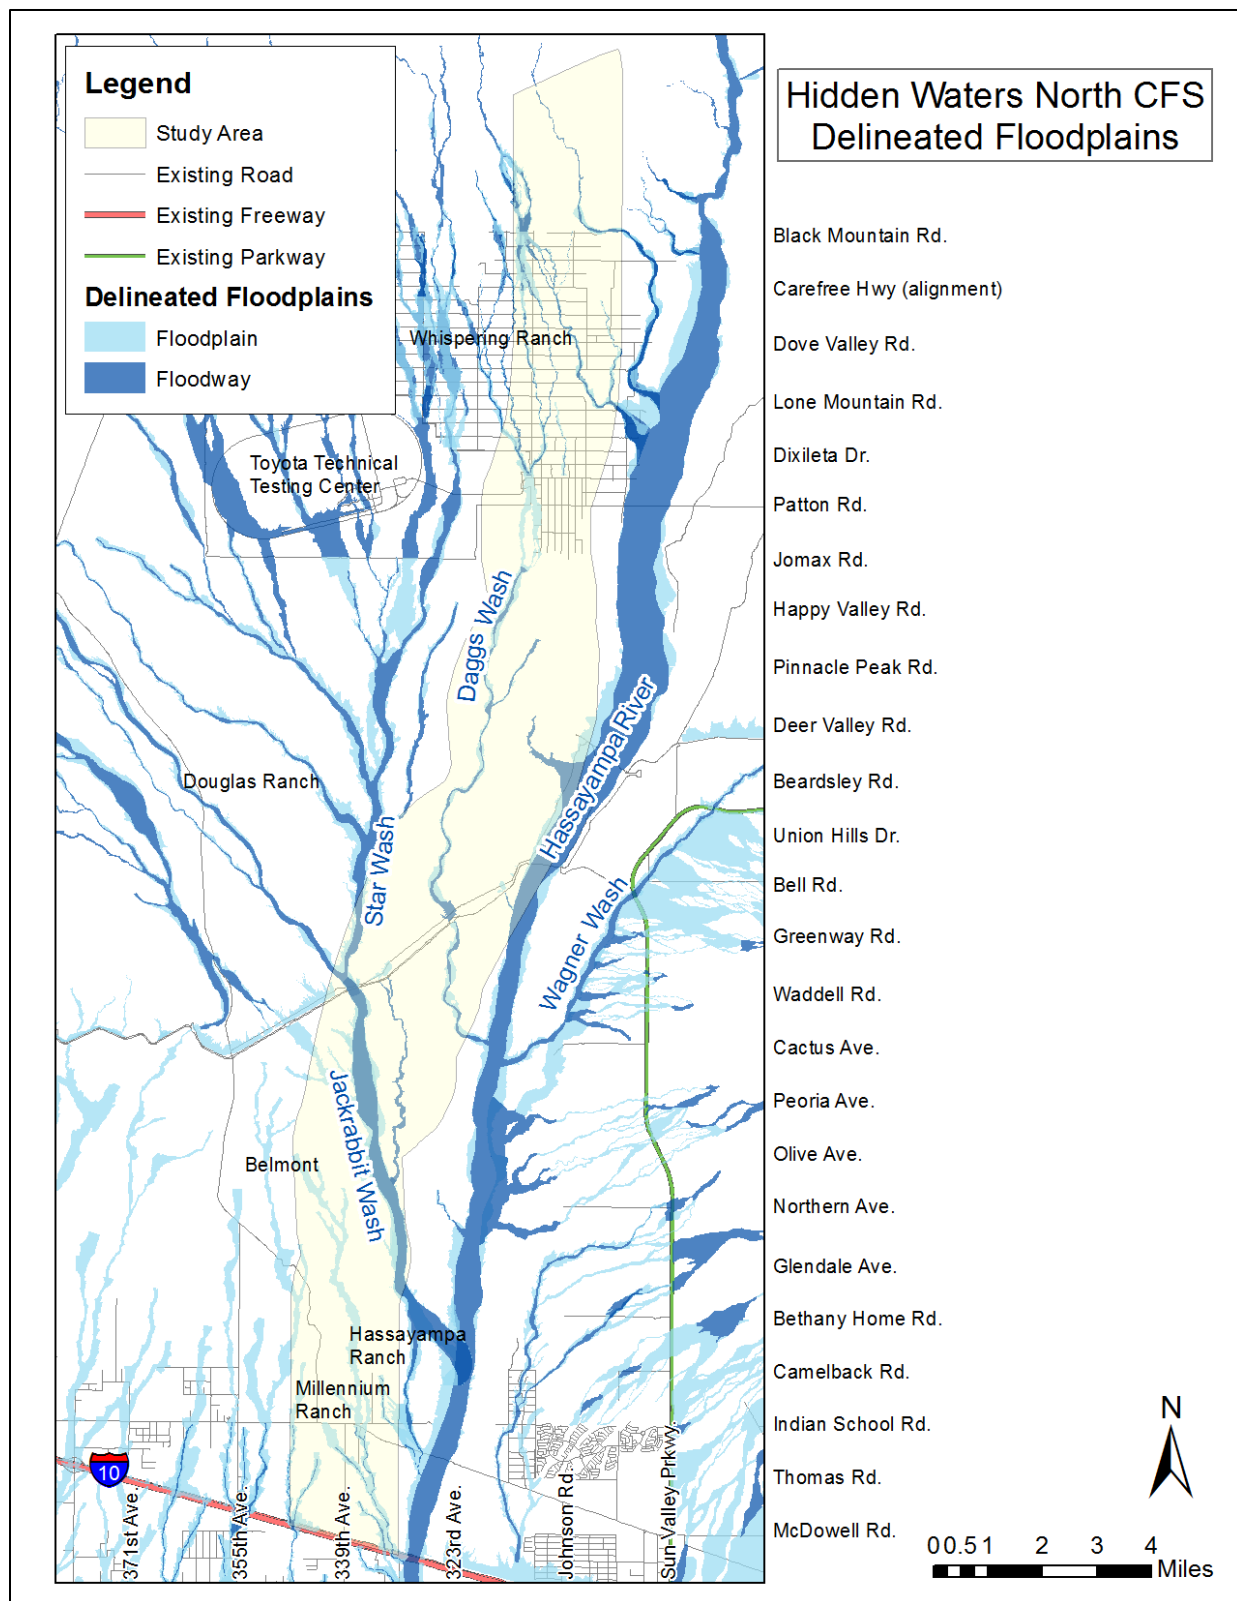 Hidden Waters North CFS
Delineated Floodplains
Legend
Study Area
Existing Road
Existing Freeway
Existing Parkway
Delineated Floodplains
Floodplain
Floodway
Whispering Ranch
Toyota Technical
Testing Center
Daggs Wash
Hassayampa River
Douglas Ranch
Star Wash
Wagner Wash
Jackrabbit Wash
Belmont
Hassayampa
Ranch
Millennium
Ranch
10
371st Ave.
355th Ave.
339th Ave.
323rd Ave.
Johnson Rd.
Sun Valley Prkwy.
Black Mountain Rd.
Carefree Hwy (alignment)
Dove Valley Rd.
Lone Mountain Rd.
Dixileta Dr.
Patton Rd.
Jomax Rd.
Happy Valley Rd.
Pinnacle Peak Rd.
Deer Valley Rd.
Beardsley Rd.
Union Hills Dr.
Bell Rd.
Greenway Rd.
Waddell Rd.
Cactus Ave.
Peoria Ave.
Olive Ave.
Northern Ave.
Glendale Ave.
Bethany Home Rd.
Camelback Rd.
Indian School Rd.
Thomas Rd.
McDowell Rd.
N
0 0.5 1 2 3 4
Miles